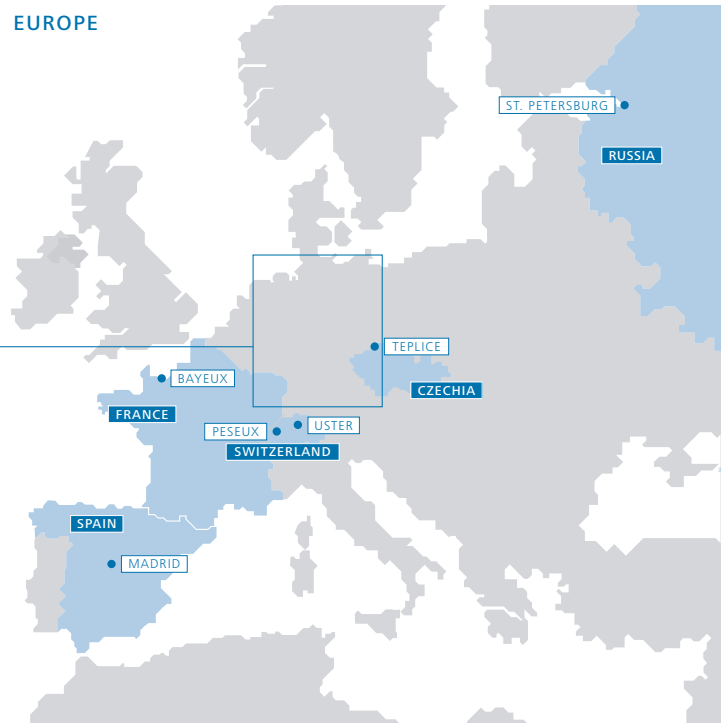 EUROPE
ST. PETERSBURG
RUSSIA
TEPLICE
BAYEUX
CZECHIA
FRANCE
PESEUX
USTER
SWITZERLAND
SPAIN
MADRID